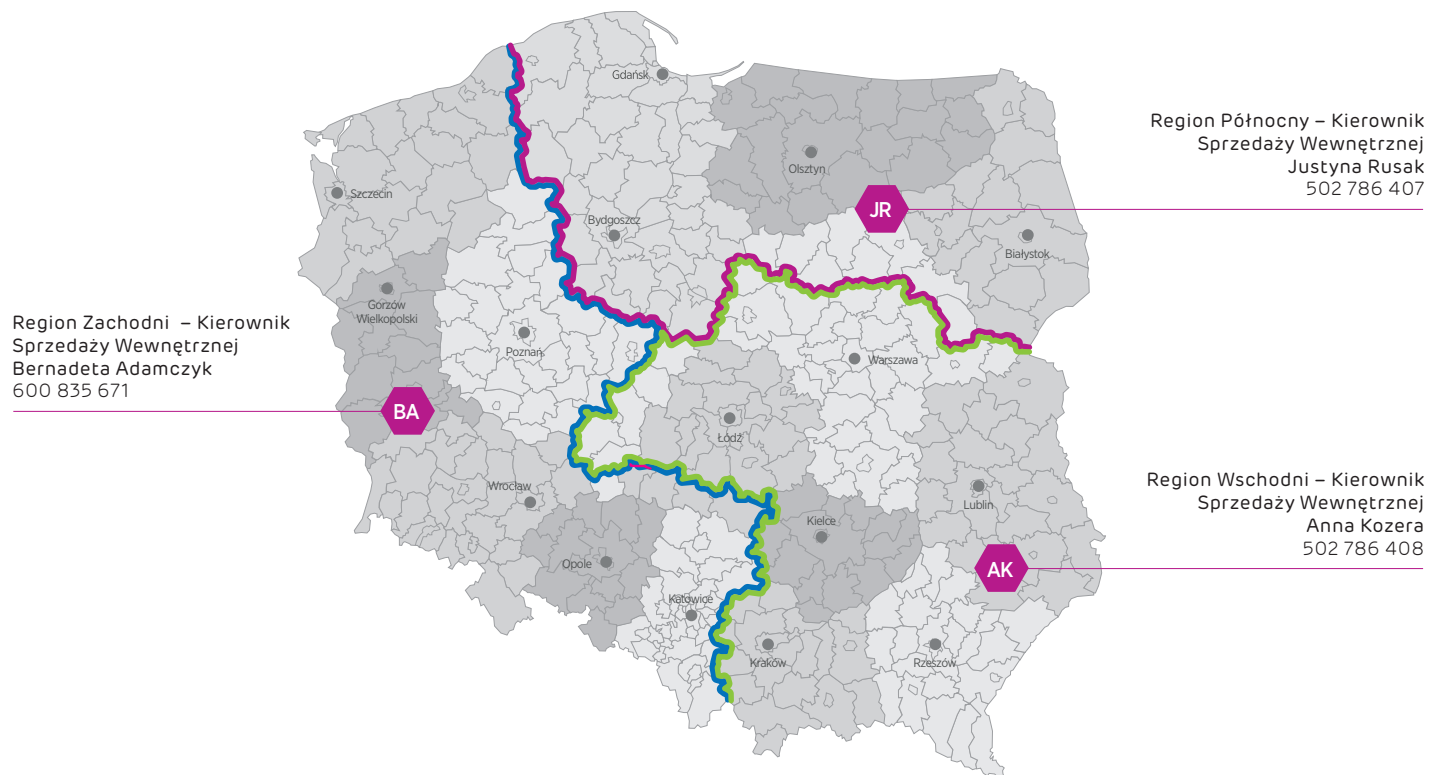 Gdańsk
Region Północny – Kierownik
Sprzedaży Wewnętrznej
Justyna Rusak
502 786 407
Olsztyn
Szczecin
JR
Bydgoszcz
Białystok
Gorzów
Wielkopolski
Region Zachodni – Kierownik
Sprzedaży Wewnętrznej
Bernadeta Adamczyk
600 835 671
Poznań
Warszawa
BA
Łódź
Region Wschodni – Kierownik
Sprzedaży Wewnętrznej
Anna Kozera
502 786 408
Wrocław
Lublin
Kielce
Opole
AK
Katowice
Kraków
Rzeszów